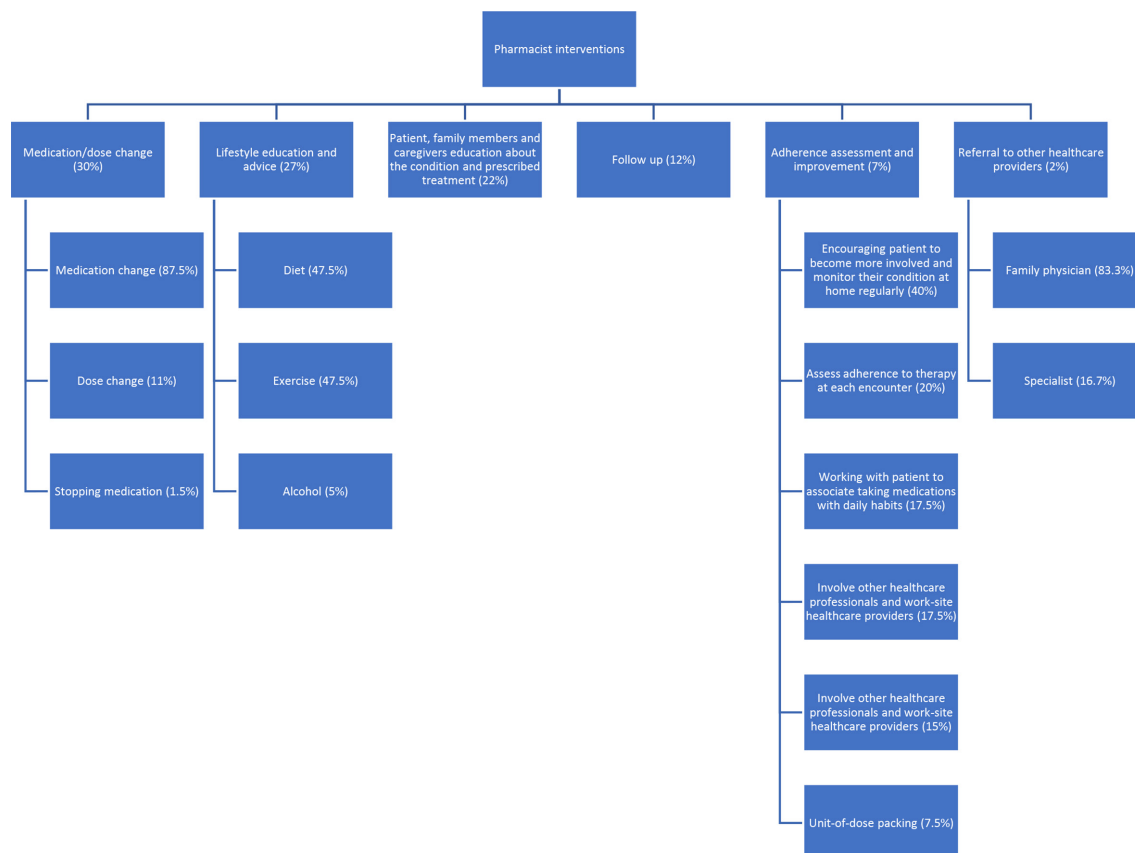 Pharmacist interventions
Medication/dose change
(30%)
Lifestyle education and
advice (27%)
Patient, family members and
caregivers education about
the condition and prescribed
treatment (22%)
Follow up (12%)
Adherence assessment and
improvement (7%)
Referral to other healthcare
providers (2%)
Medication change (87.5%)
Dose change (11%)
Stopping medication (1.5%)
Diet (47.5%)
Exercise (47.5%)
Alcohol (5%)
Encouraging patient to
become more involved and
monitor their condition at
home regularly (40%)
Assess adherence to therapy
at each encounter (20%)
Working with patient to
associate taking medications
with daily habits (17.5%)
Involve other healthcare
professionals and work-site
healthcare providers (17.5%)
Involve other healthcare
professionals and work-site
healthcare providers (15%)
Unit-of-dose packing (7.5%)
Family physician (83.3%)
Specialist (16.7%)